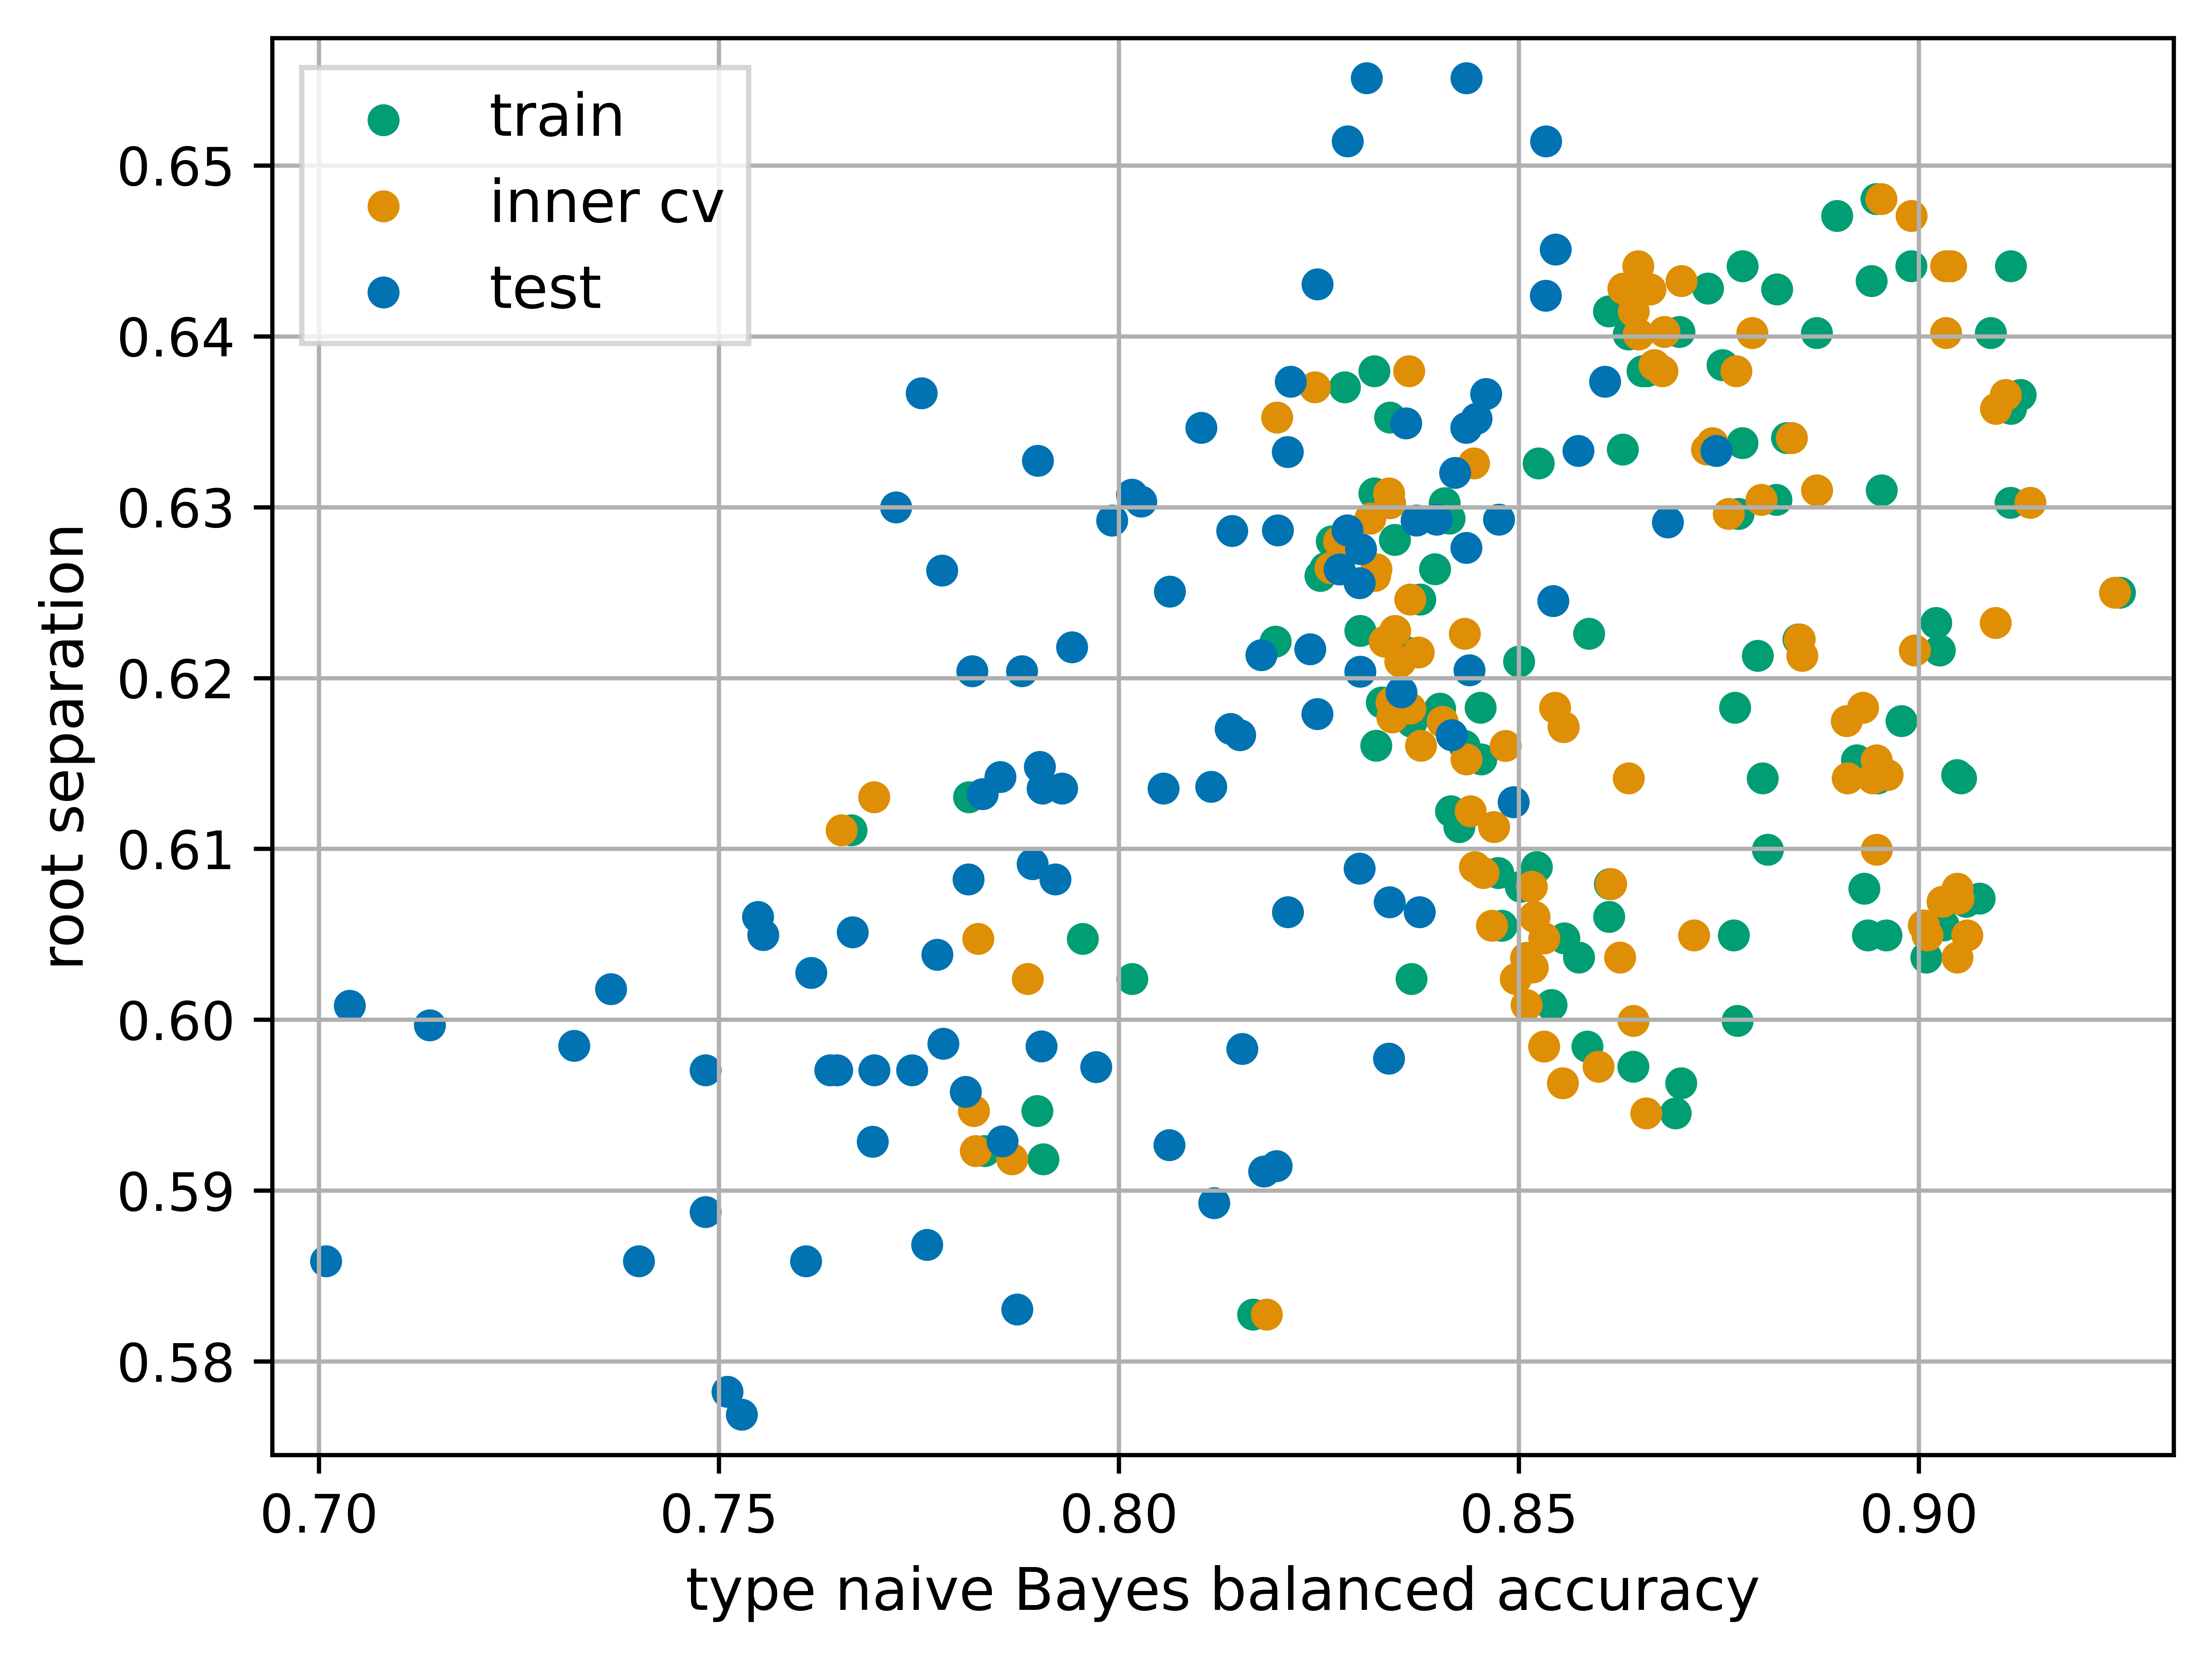 train
inner cv
test
root separation
0.65
0.64
0.63
0.62
0.61
0.60
0.59
0.58
0.70 0.75 0.80 0.85 0.90
type naive Bayes balanced accuracy